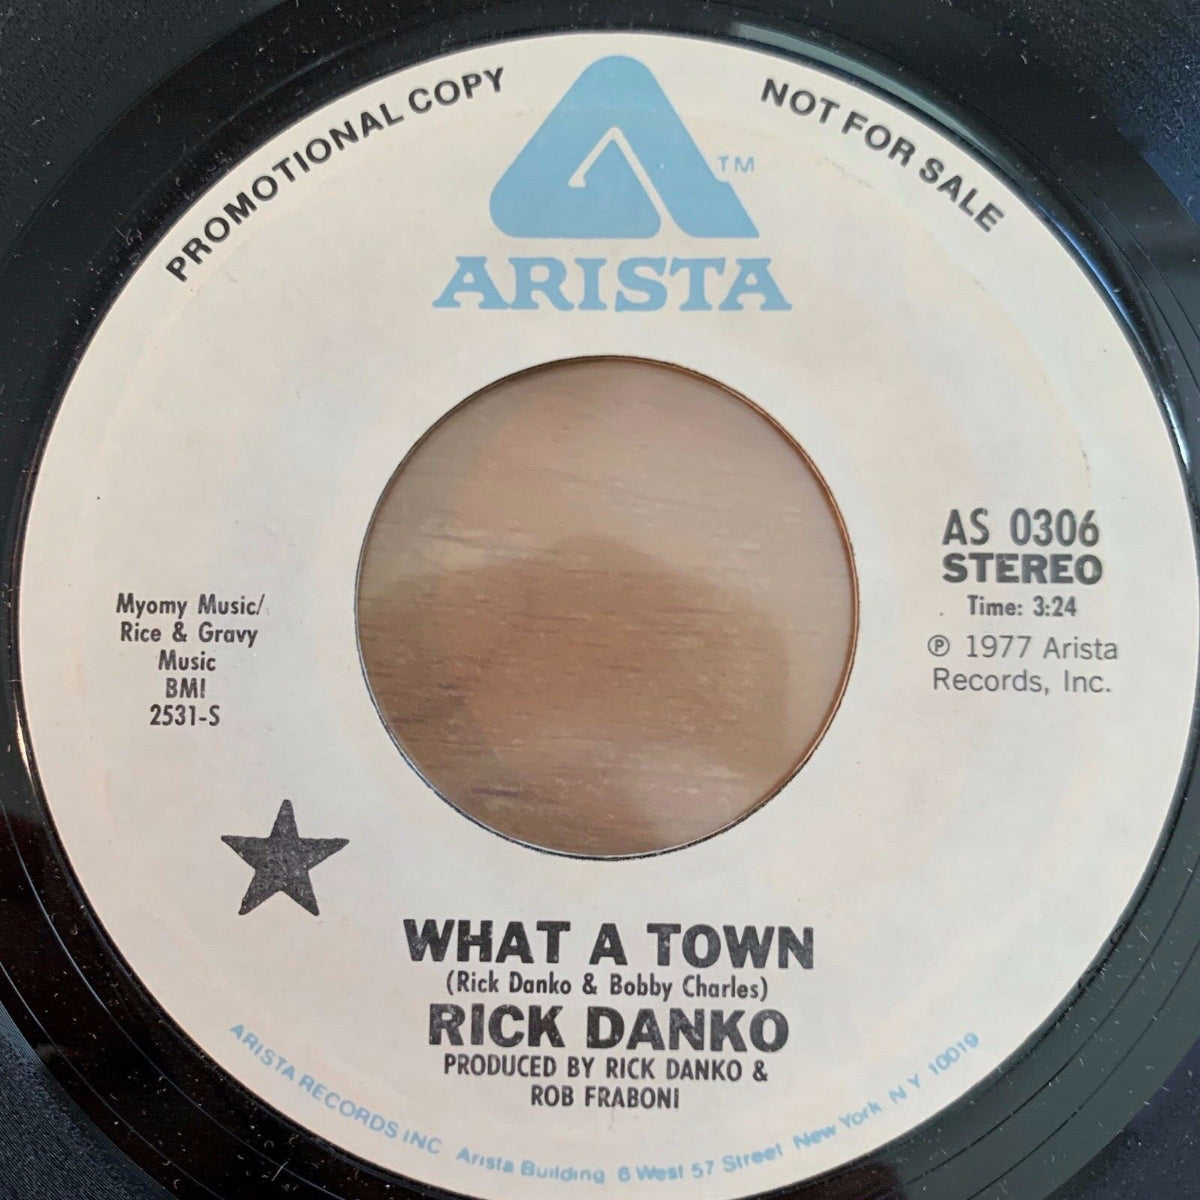 PROMOTIONAL COPY
NOT FOR SALE
TM
ARISTA
AS 0306
STEREO
Time: 3:24
℗ 1977 Arista
Records, Inc.
Myomy Music/
Rice & Gravy
Music
BMI
2531-S
WHAT A TOWN
(Rick Danko & Bobby Charles)
RICK DANKO
PRODUCED BY RICK DANKO &
ROB FRABONI
ARISTA RECORDS INC Arista Building 6 West 57 Street New York N Y 10019